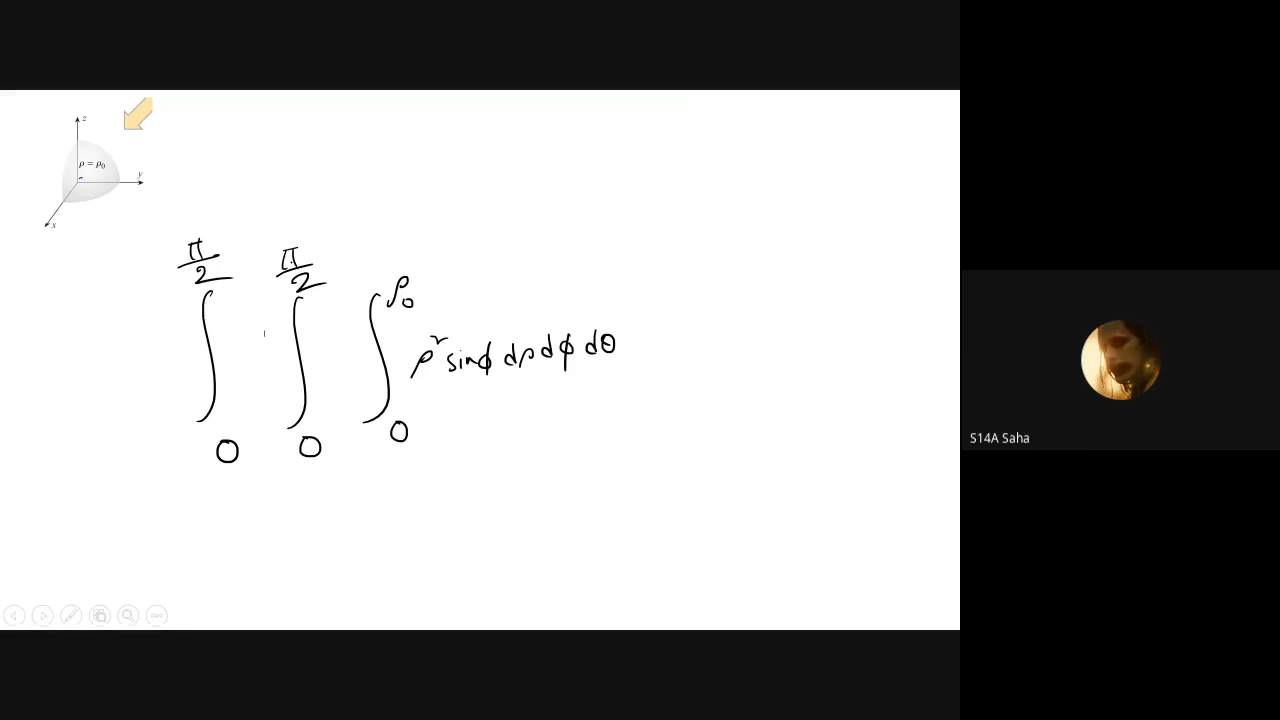 z
ρ = ρ₀
y
x
π/2 π/2 ρ₀
∫ ∫ ∫ ρ² sinϕ dρ dϕ dθ
0 0 0
S14A Saha